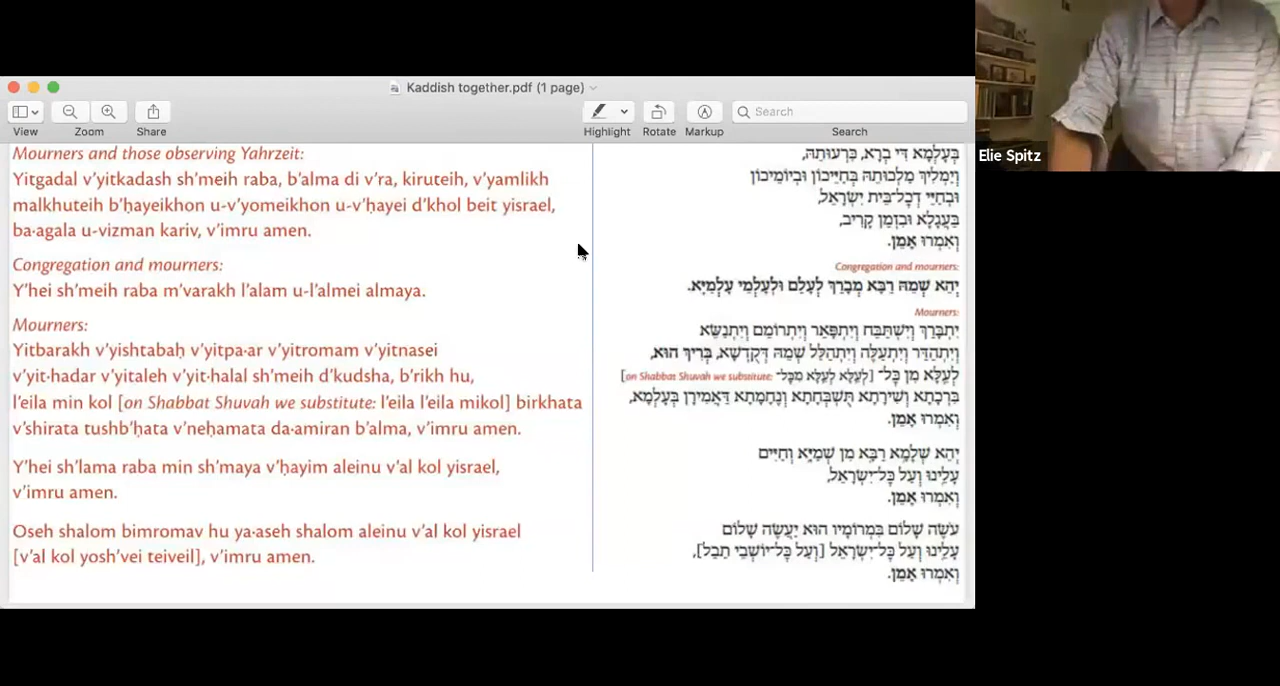 Kaddish together.pdf (1 page)
View
Zoom
Share
Highlight
Rotate
Markup
Search
Search
Elie Spitz
Mourners and those observing Yahrzeit:
Yitgadal v'yitkadash sh'meih raba, b'alma di v'ra, kiruteih, v'yamlikh
malkhuteih b'ḥayeikhon u-v'yomeikhon u-v'ḥayei d'khol beit yisrael,
ba·agala u-vizman kariv, v'imru amen.
Congregation and mourners:
Y'hei sh'meih raba m'varakh l'alam u-l'almei almaya.
Mourners:
Yitbarakh v'yishtabaḥ v'yitpa·ar v'yitromam v'yitnasei
v'yit·hadar v'yitaleh v'yit·halal sh'meih d'kudsha, b'rikh hu,
l'eila min kol [on Shabbat Shuvah we substitute: l'eila l'eila mikol] birkhata
v'shirata tushb'ḥata v'neḥamata da·amiran b'alma, v'imru amen.
Y'hei sh'lama raba min sh'maya v'ḥayim aleinu v'al kol yisrael,
v'imru amen.
Oseh shalom bimromav hu ya·aseh shalom aleinu v'al kol yisrael
[v'al kol yosh'vei teiveil], v'imru amen.
בְּעָלְמָא דִּי בְרָא, כִּרְעוּתֵהּ,
וְיַמְלִיךְ מַלְכוּתֵהּ בְּחַיֵּיכוֹן וּבְיוֹמֵיכוֹן
וּבְחַיֵּי דְכָל־בֵּית יִשְׂרָאֵל,
בַּעֲגָלָא וּבִזְמַן קָרִיב,
וְאִמְרוּ אָמֵן.
Congregation and mourners:
יְהֵא שְׁמֵהּ רַבָּא מְבָרַךְ לְעָלַם וּלְעָלְמֵי עָלְמַיָּא.
Mourners:
יִתְבָּרַךְ וְיִשְׁתַּבַּח וְיִתְפָּאַר וְיִתְרוֹמַם וְיִתְנַשֵּׂא
וְיִתְהַדָּר וְיִתְעַלֶּה וְיִתְהַלָּל שְׁמֵהּ דְּקֻדְשָׁא, בְּרִיךְ הוּא,
לְעֵלָּא מִן כָּל־ [לְעֵלָּא לְעֵלָּא מִכָּל־ on Shabbat Shuvah we substitute:]
בִּרְכָתָא וְשִׁירָתָא תֻּשְׁבְּחָתָא וְנֶחָמָתָא דַּאֲמִירָן בְּעָלְמָא,
וְאִמְרוּ אָמֵן.
יְהֵא שְׁלָמָא רַבָּא מִן שְׁמַיָּא וְחַיִּים
עָלֵינוּ וְעַל כָּל־יִשְׂרָאֵל,
וְאִמְרוּ אָמֵן.
עֹשֶׂה שָׁלוֹם בִּמְרוֹמָיו הוּא יַעֲשֶׂה שָׁלוֹם
עָלֵינוּ וְעַל כָּל־יִשְׂרָאֵל [וְעַל כָּל־יוֹשְׁבֵי תֵבֵל],
וְאִמְרוּ אָמֵן.